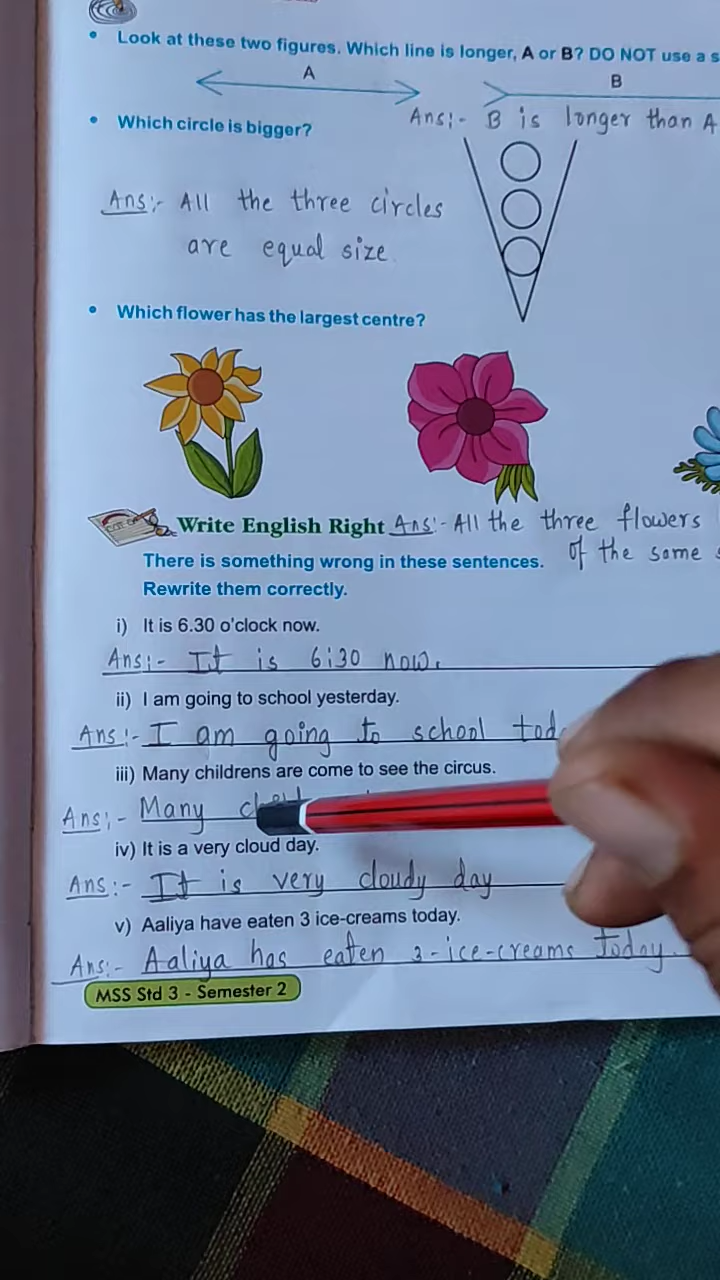 • Look at these two figures. Which line is longer, A or B? DO NOT use a s
A
B
Ans:- B is longer than A
• Which circle is bigger?
Ans:- All the three circles
are equal size
• Which flower has the largest centre?
Write English Right Ans:- All the three flowers
of the same
There is something wrong in these sentences.
Rewrite them correctly.
i) It is 6.30 o'clock now.
Ans:- It is 6:30 now.
ii) I am going to school yesterday.
Ans:- I am going to school tod
iii) Many childrens are come to see the circus.
Ans:- Many
iv) It is a very cloud day.
Ans:- It is very cloudy day
v) Aaliya have eaten 3 ice-creams today.
Ans:- Aaliya has eaten 3-ice-creams today.
MSS Std 3 - Semester 2